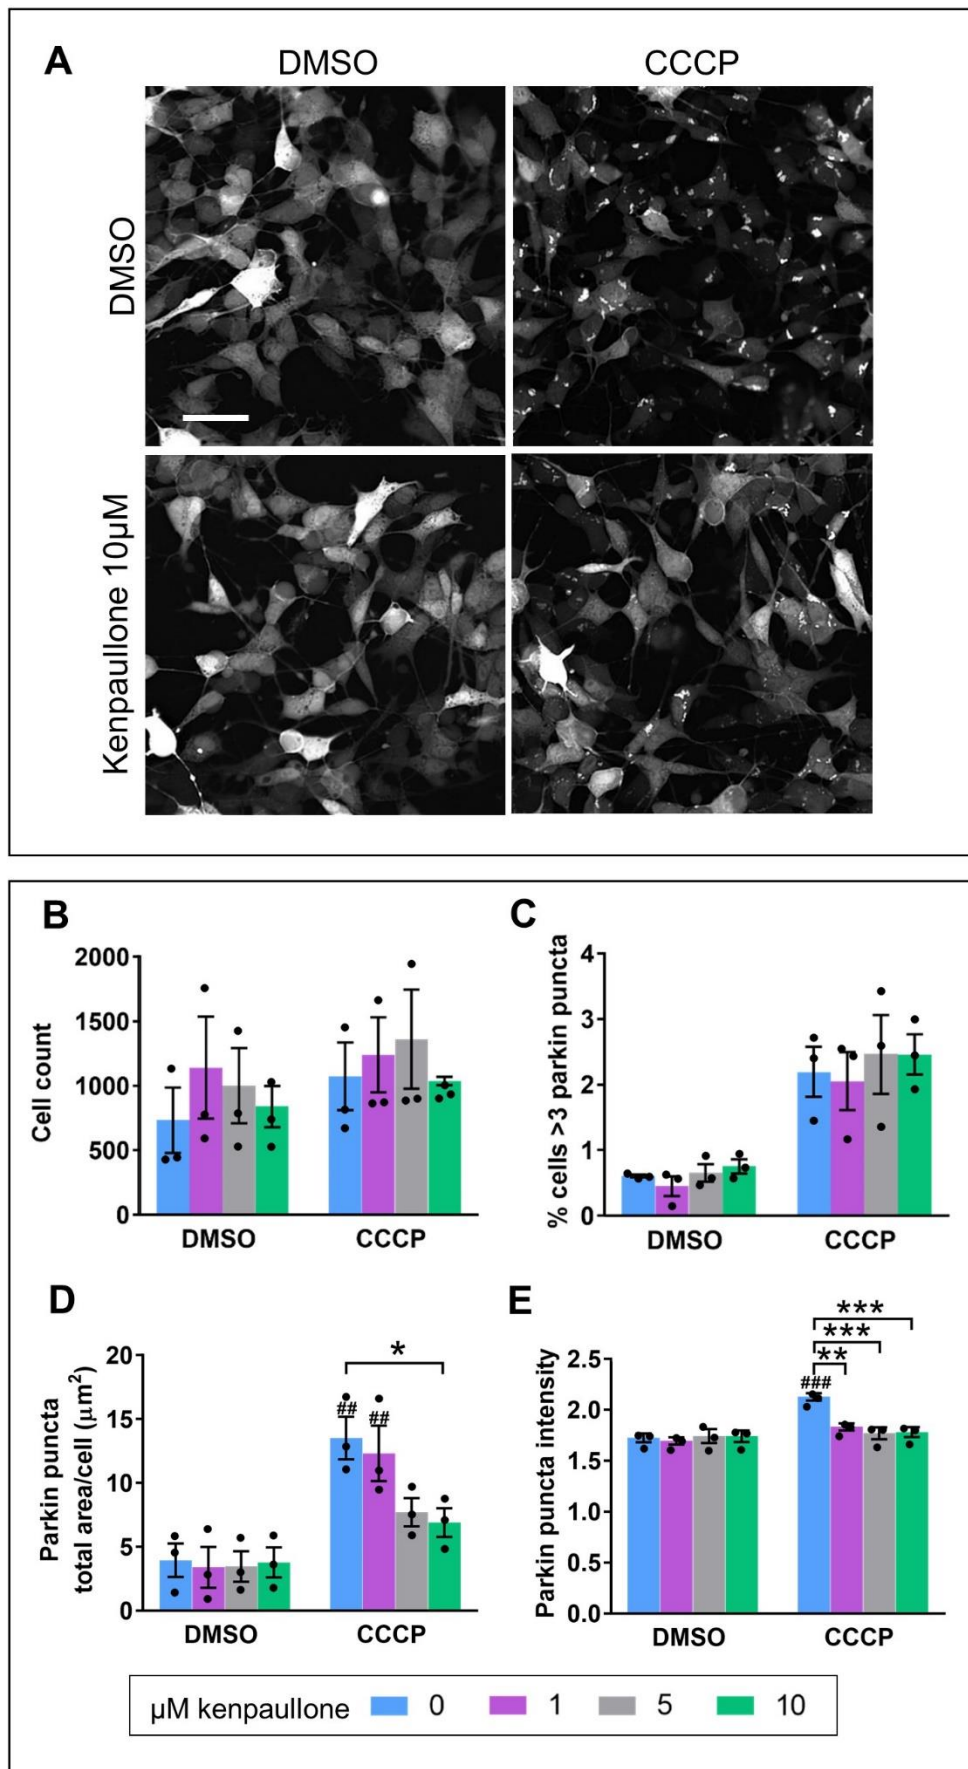 A
DMSO
CCCP
DMSO
Kenpaullone 10µM
B
Cell count
2000
1500
1000
500
0
DMSO
CCCP
C
% cells >3 parkin puncta
4
3
2
1
0
DMSO
CCCP
D
Parkin puncta
total area/cell (µm²)
20
15
10
5
0
*
##
##
DMSO
CCCP
E
Parkin puncta intensity
2.5
2.0
1.5
1.0
0.5
0.0
***
***
**
###
DMSO
CCCP
µM kenpaullone 0 1 5 10